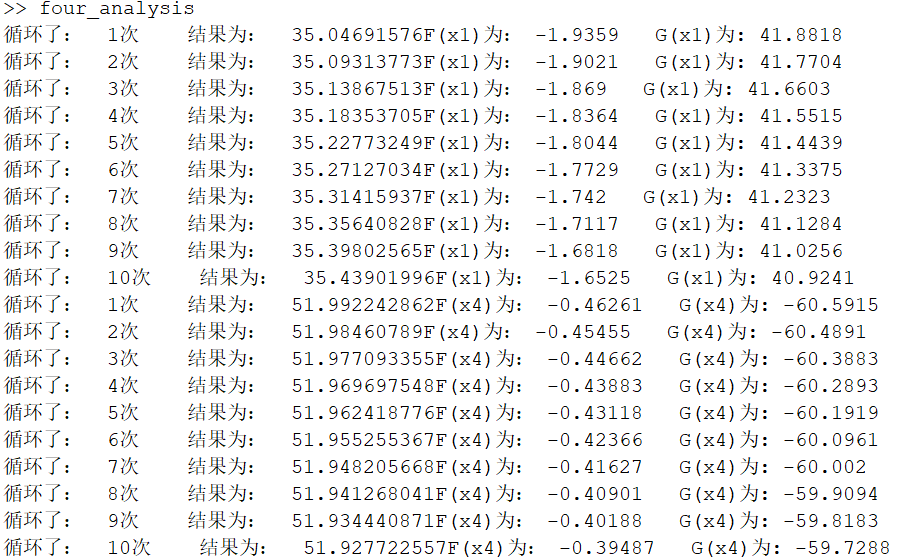 >> four_analysis
循环了： 1次 结果为： 35.04691576F(x1)为： -1.9359 G(x1)为: 41.8818
循环了： 2次 结果为： 35.09313773F(x1)为： -1.9021 G(x1)为: 41.7704
循环了： 3次 结果为： 35.13867513F(x1)为： -1.869 G(x1)为: 41.6603
循环了： 4次 结果为： 35.18353705F(x1)为： -1.8364 G(x1)为: 41.5515
循环了： 5次 结果为： 35.22773249F(x1)为： -1.8044 G(x1)为: 41.4439
循环了： 6次 结果为： 35.27127034F(x1)为： -1.7729 G(x1)为: 41.3375
循环了： 7次 结果为： 35.31415937F(x1)为： -1.742 G(x1)为: 41.2323
循环了： 8次 结果为： 35.35640828F(x1)为： -1.7117 G(x1)为: 41.1284
循环了： 9次 结果为： 35.39802565F(x1)为： -1.6818 G(x1)为: 41.0256
循环了： 10次 结果为： 35.43901996F(x1)为： -1.6525 G(x1)为: 40.9241
循环了： 1次 结果为： 51.992242862F(x4)为： -0.46261 G(x4)为: -60.5915
循环了： 2次 结果为： 51.98460789F(x4)为： -0.45455 G(x4)为: -60.4891
循环了： 3次 结果为： 51.977093355F(x4)为： -0.44662 G(x4)为: -60.3883
循环了： 4次 结果为： 51.969697548F(x4)为： -0.43883 G(x4)为: -60.2893
循环了： 5次 结果为： 51.962418776F(x4)为： -0.43118 G(x4)为: -60.1919
循环了： 6次 结果为： 51.955255367F(x4)为： -0.42366 G(x4)为: -60.0961
循环了： 7次 结果为： 51.948205668F(x4)为： -0.41627 G(x4)为: -60.002
循环了： 8次 结果为： 51.941268041F(x4)为： -0.40901 G(x4)为: -59.9094
循环了： 9次 结果为： 51.934440871F(x4)为： -0.40188 G(x4)为: -59.8183
循环了： 10次 结果为： 51.927722557F(x4)为： -0.39487 G(x4)为: -59.7288